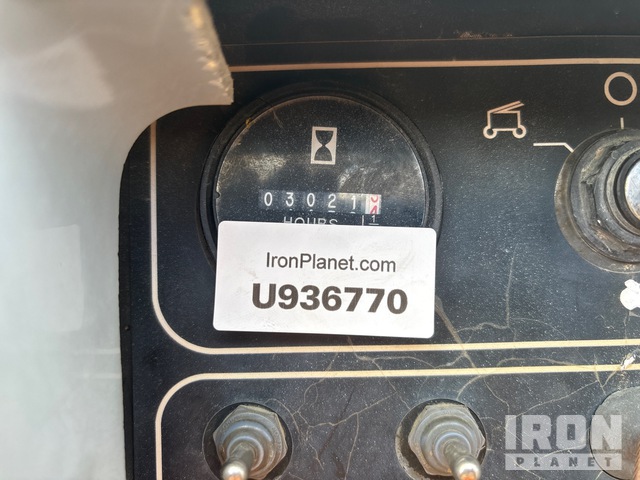 03021
HOURS
IronPlanet.com
U936770
IRON
PLANET